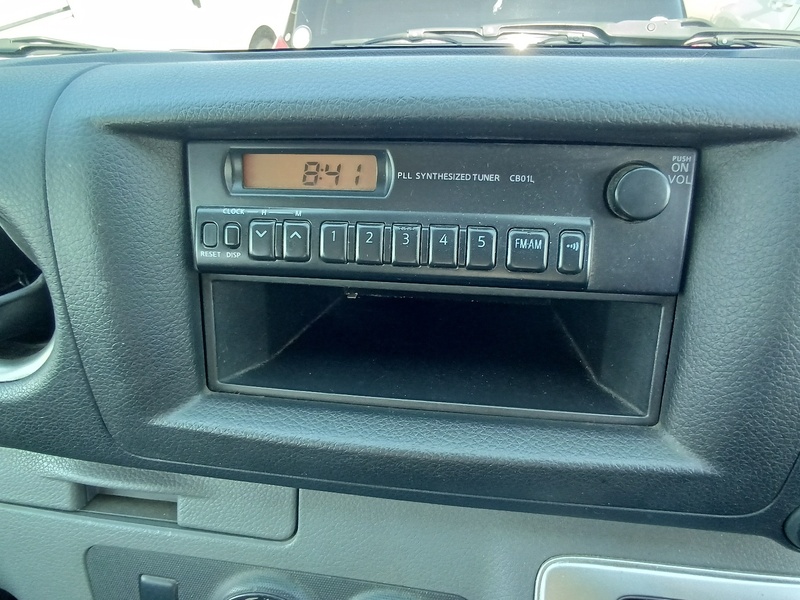 8:41
PLL SYNTHESIZED TUNER CB01L
PUSH
ON
VOL
CLOCK H M
1 2 3 4 5 FM·AM
RESET DISP